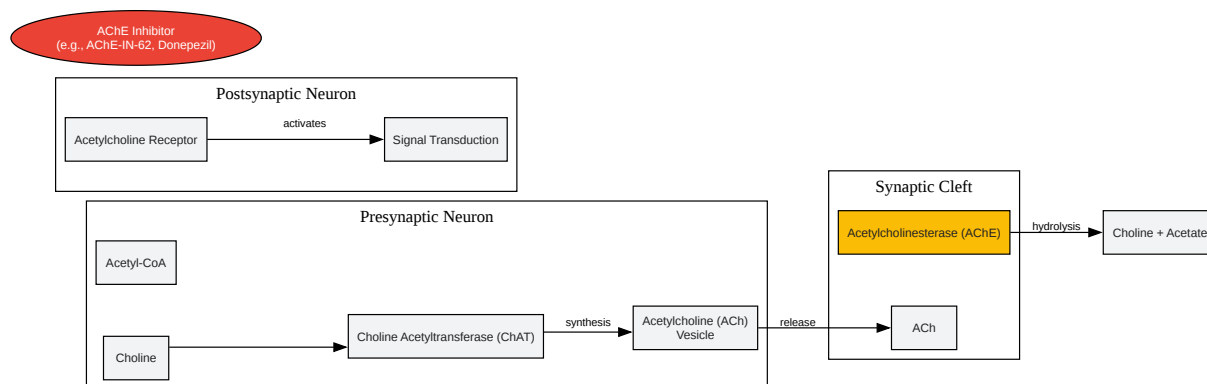 AChE Inhibitor
(e.g., AChE-IN-62, Donepezil)
Postsynaptic Neuron
Acetylcholine Receptor
activates
Signal Transduction
Synaptic Cleft
Acetylcholinesterase (AChE)
hydrolysis
Choline + Acetate
Presynaptic Neuron
Acetyl-CoA
Choline
Choline Acetyltransferase (ChAT)
synthesis
Acetylcholine (ACh)
Vesicle
release
ACh